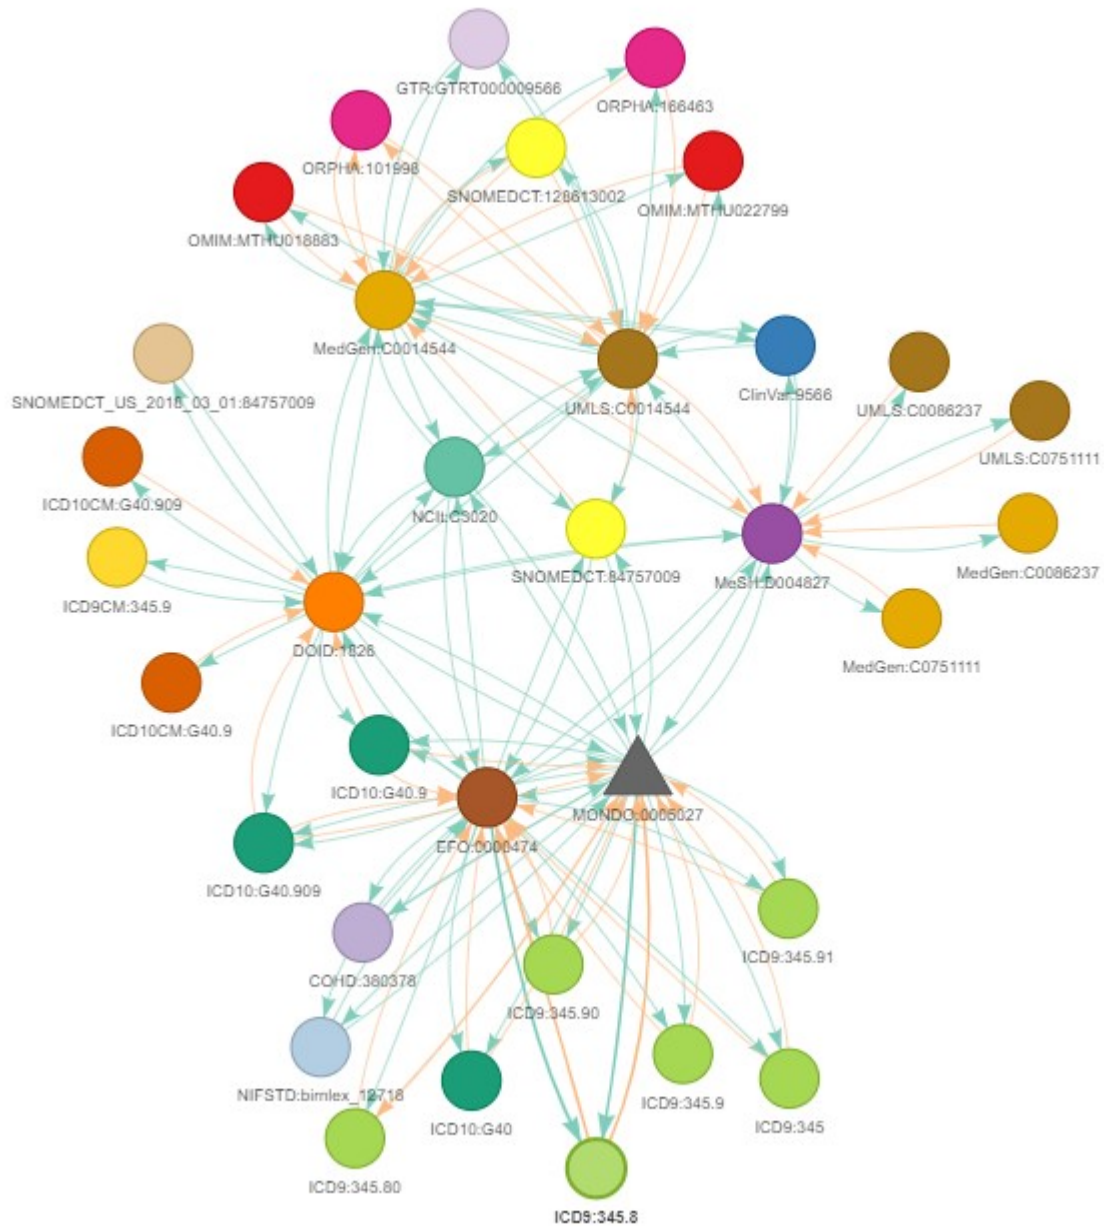 GTR:GTRT000009566
ORPHA:166463
ORPHA:101998
SNOMEDCT:128613002
OMIM:MTHU022799
OMIM:MTHU018883
MedGen:C0014544
SNOMEDCT_US_2018_03_01:84757009
UMLS:C0014544
ClinVar:9566
UMLS:C0086237
UMLS:C0751111
ICD10CM:G40.909
NCIt:C3020
SNOMEDCT:84757009
MeSH:D004827
MedGen:C0086237
ICD9CM:345.9
DOID:1826
MedGen:C0751111
ICD10CM:G40.9
ICD10:G40.9
MONDO:0005027
EFO:0000474
ICD10:G40.909
ICD9:345.91
COHD:380378
ICD9:345.90
NIFSTD:birnlex_12718
ICD9:345.9
ICD10:G40
ICD9:345
ICD9:345.80
ICD9:345.8